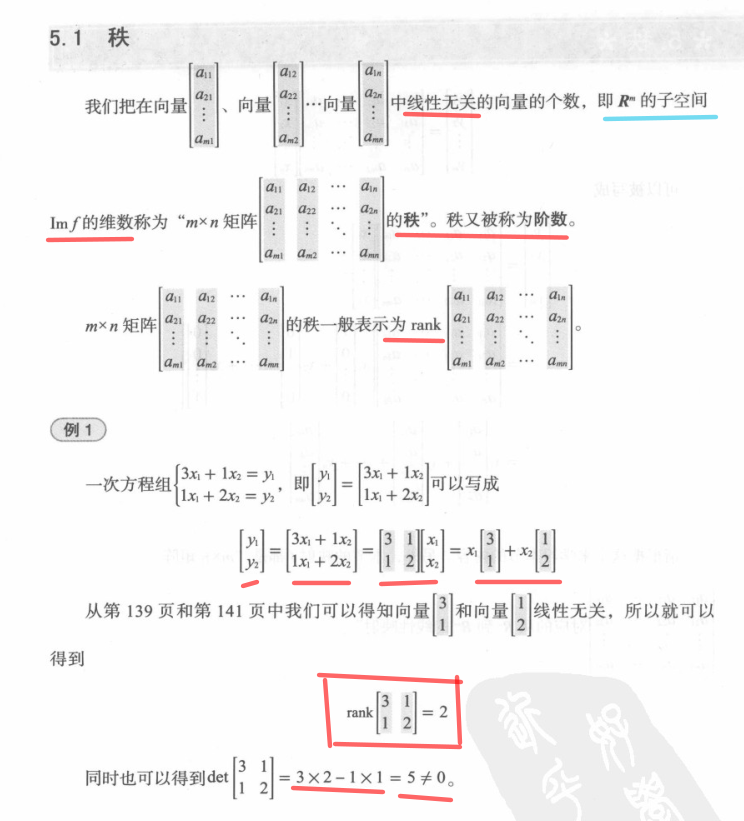 5.1 秩
我们把在向量[a11 a21 ⋮ am1]、向量[a12 a22 ⋮ am2]…向量[a1n a2n ⋮ amn]中线性无关的向量的个数，即 Rᵐ 的子空间
Im f 的维数称为“m×n 矩阵[a11 a12 ⋯ a1n; a21 a22 ⋯ a2n; ⋮ ⋮ ⋱ ⋮; am1 am2 ⋯ amn]的秩”。秩又被称为阶数。
m×n 矩阵[a11 a12 ⋯ a1n; a21 a22 ⋯ a2n; ⋮ ⋮ ⋱ ⋮; am1 am2 ⋯ amn]的秩一般表示为 rank[a11 a12 ⋯ a1n; a21 a22 ⋯ a2n; ⋮ ⋮ ⋱ ⋮; am1 am2 ⋯ amn]。
例 1
一次方程组{3x₁ + 1x₂ = y₁; 1x₁ + 2x₂ = y₂，即[y₁; y₂] = [3x₁ + 1x₂; 1x₁ + 2x₂]可以写成
[y₁; y₂] = [3x₁ + 1x₂; 1x₁ + 2x₂] = [3 1; 1 2][x₁; x₂] = x₁[3; 1] + x₂[1; 2]
从第 139 页和第 141 页中我们可以得知向量[3; 1]和向量[1; 2]线性无关，所以就可以
得到
rank[3 1; 1 2] = 2
同时也可以得到det[3 1; 1 2] = 3×2−1×1 = 5 ≠ 0。